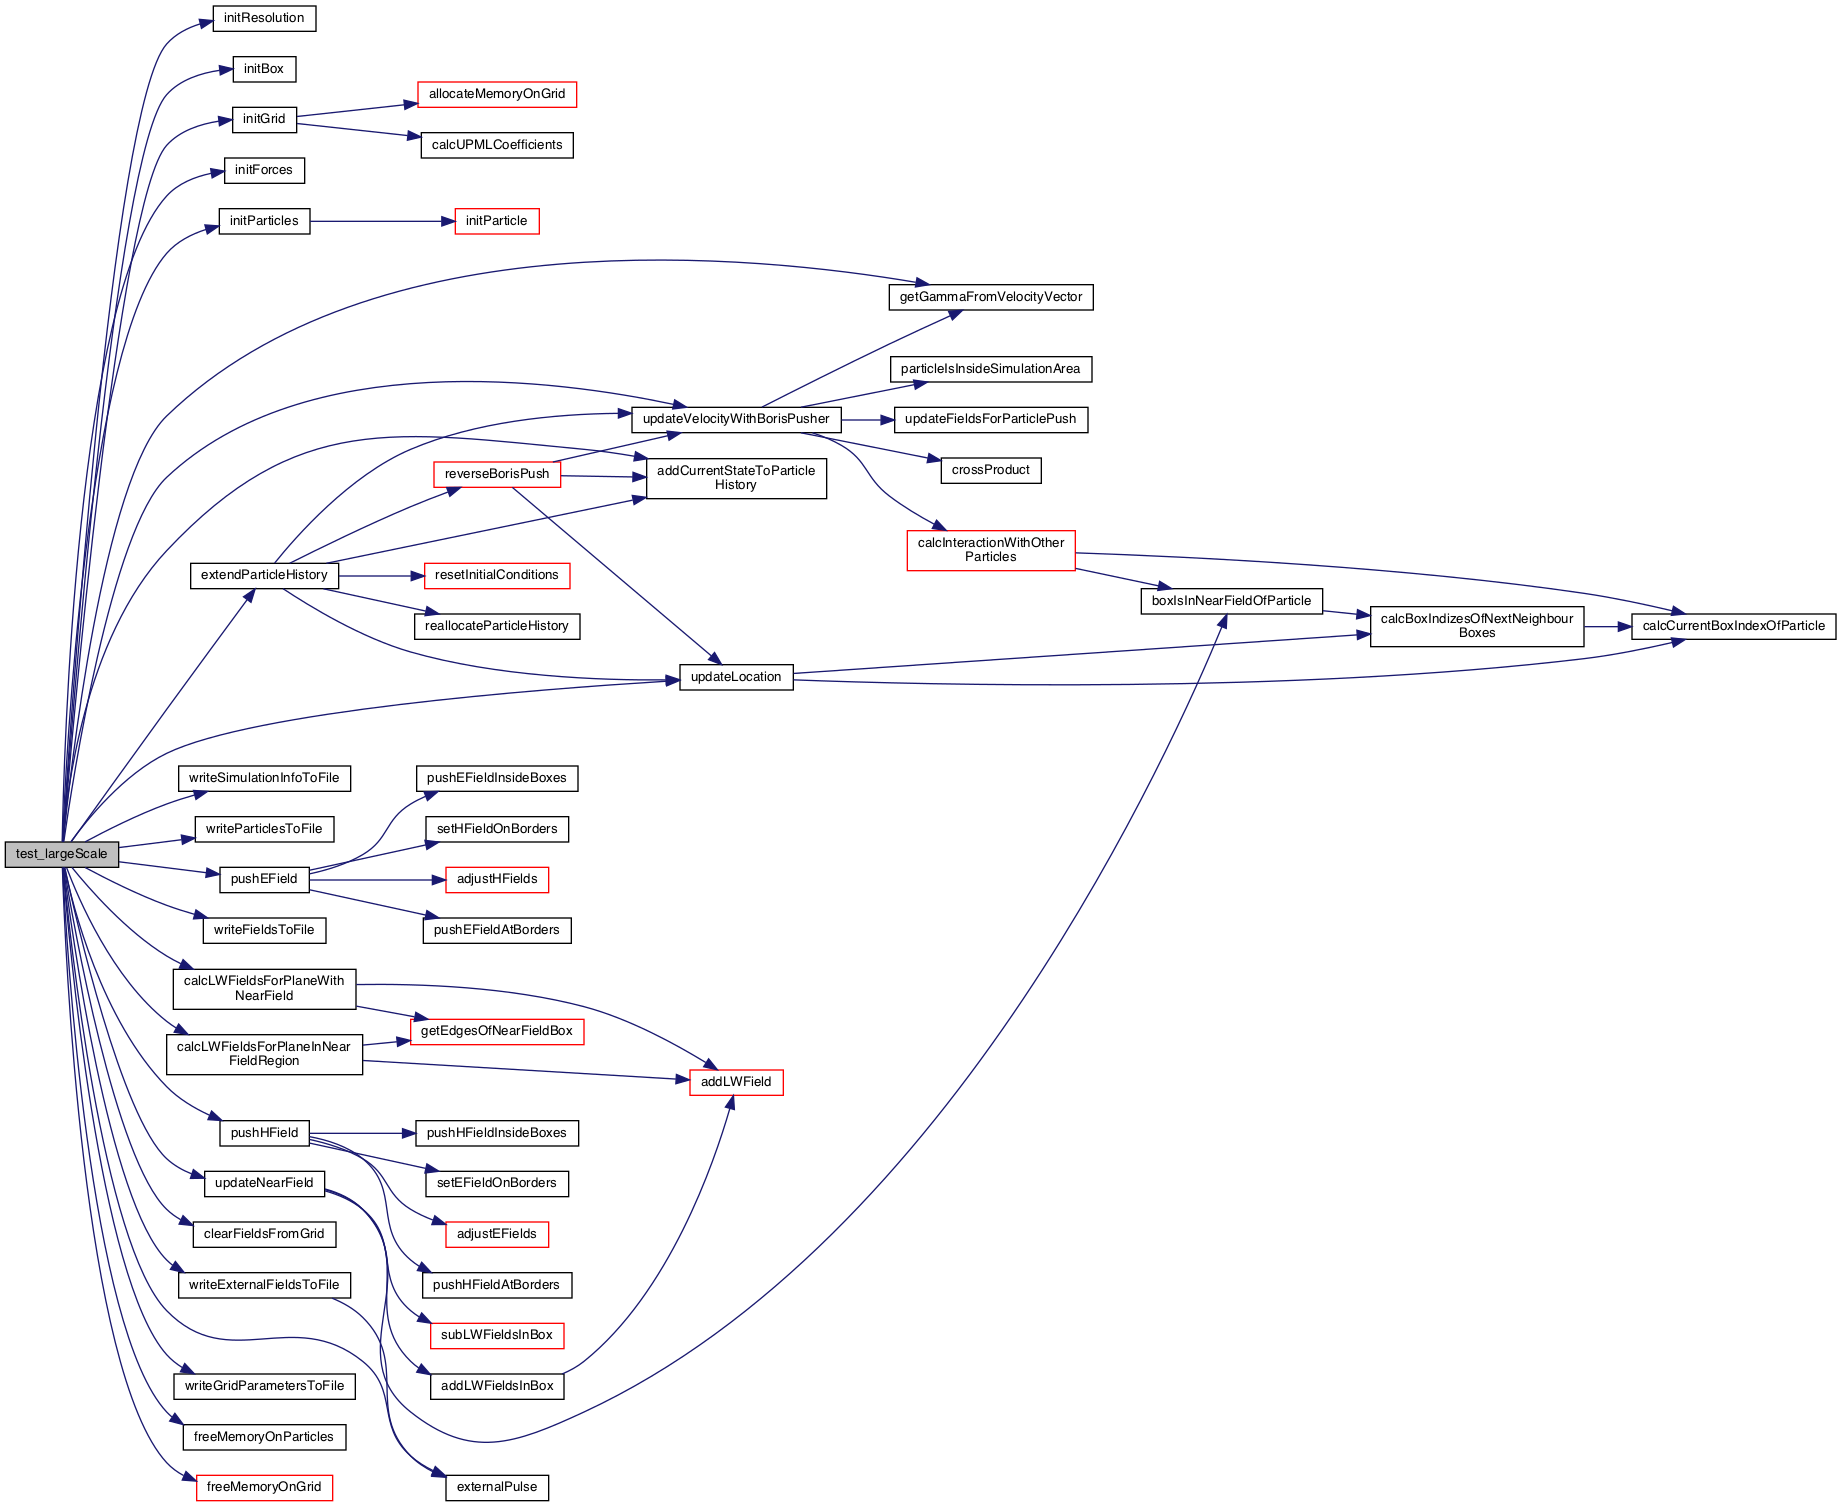 initResolution
initBox
allocateMemoryOnGrid
initGrid
calcUPMLCoefficients
initForces
initParticles
initParticle
getGammaFromVelocityVector
particleIsInsideSimulationArea
updateVelocityWithBorisPusher
updateFieldsForParticlePush
reverseBorisPush
addCurrentStateToParticle
History
crossProduct
calcInteractionWithOther
Particles
extendParticleHistory
resetInitialConditions
boxIsInNearFieldOfParticle
reallocateParticleHistory
calcBoxIndizesOfNextNeighbour
Boxes
calcCurrentBoxIndexOfParticle
updateLocation
writeSimulationInfoToFile
pushEFieldInsideBoxes
writeParticlesToFile
setHFieldOnBorders
test_largeScale
pushEField
adjustHFields
writeFieldsToFile
pushEFieldAtBorders
calcLWFieldsForPlaneWith
NearField
getEdgesOfNearFieldBox
calcLWFieldsForPlaneInNear
FieldRegion
addLWField
pushHField
pushHFieldInsideBoxes
updateNearField
setEFieldOnBorders
clearFieldsFromGrid
adjustEFields
writeExternalFieldsToFile
pushHFieldAtBorders
subLWFieldsInBox
writeGridParametersToFile
addLWFieldsInBox
freeMemoryOnParticles
freeMemoryOnGrid
externalPulse